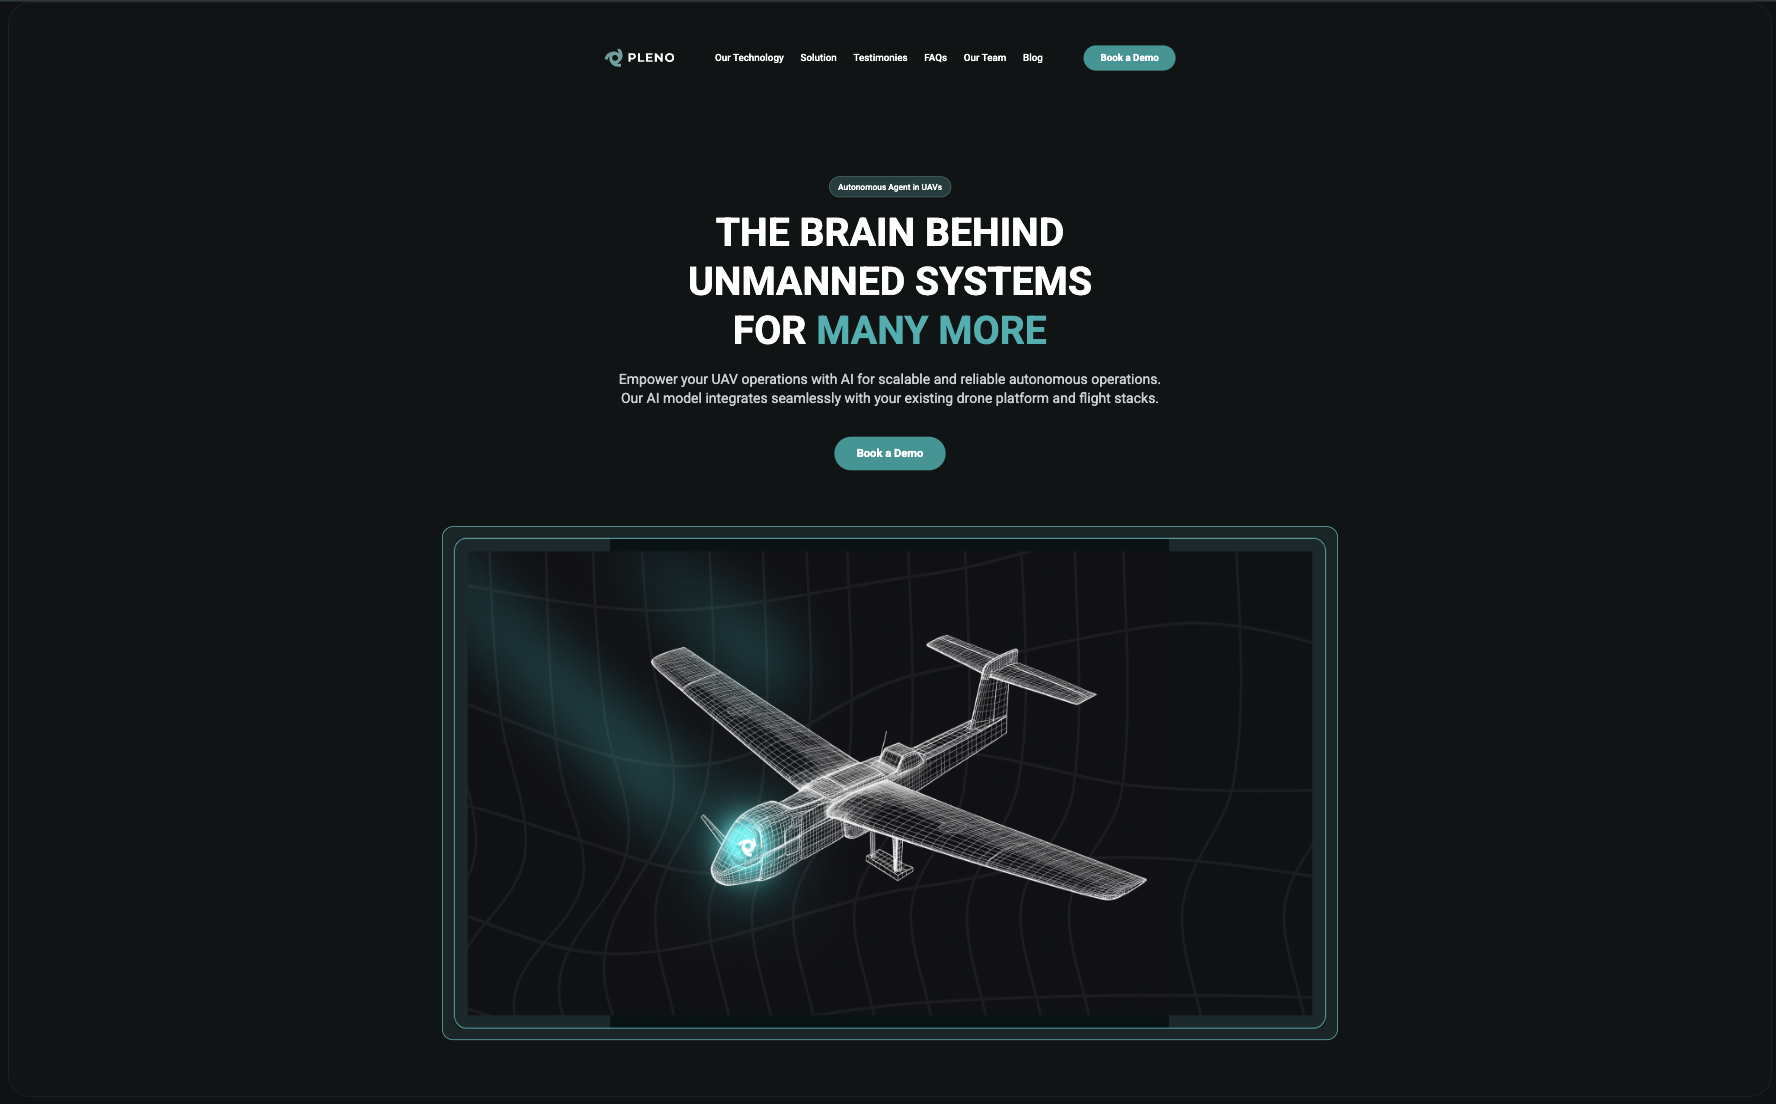 PLENO
Our Technology Solution Testimonies FAQs Our Team Blog
Book a Demo
Autonomous Agent in UAVs
THE BRAIN BEHIND
UNMANNED SYSTEMS
FOR MANY MORE
Empower your UAV operations with AI for scalable and reliable autonomous operations.
Our AI model integrates seamlessly with your existing drone platform and flight stacks.
Book a Demo